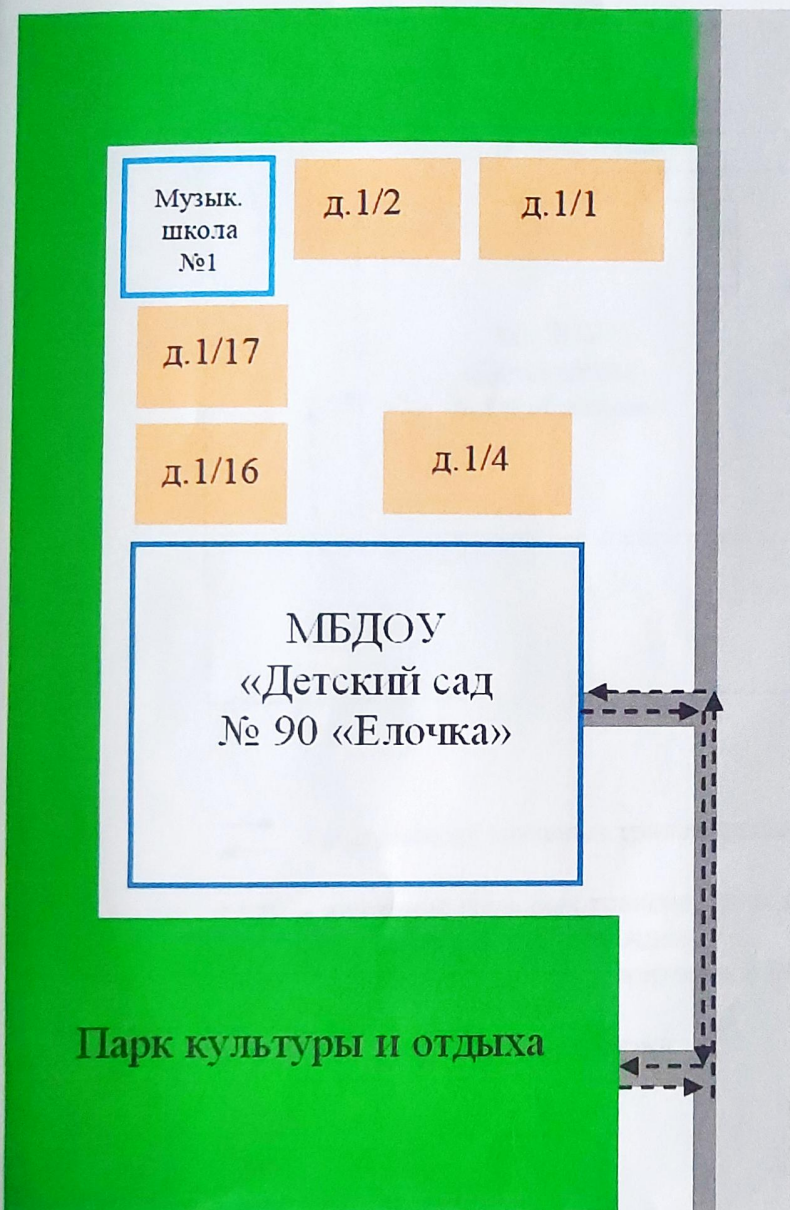 Музык.
школа
№1
д.1/2
д.1/1
д.1/17
д.1/16
д.1/4
МБДОУ
«Детский сад
№ 90 «Елочка»
Парк культуры и отдыха